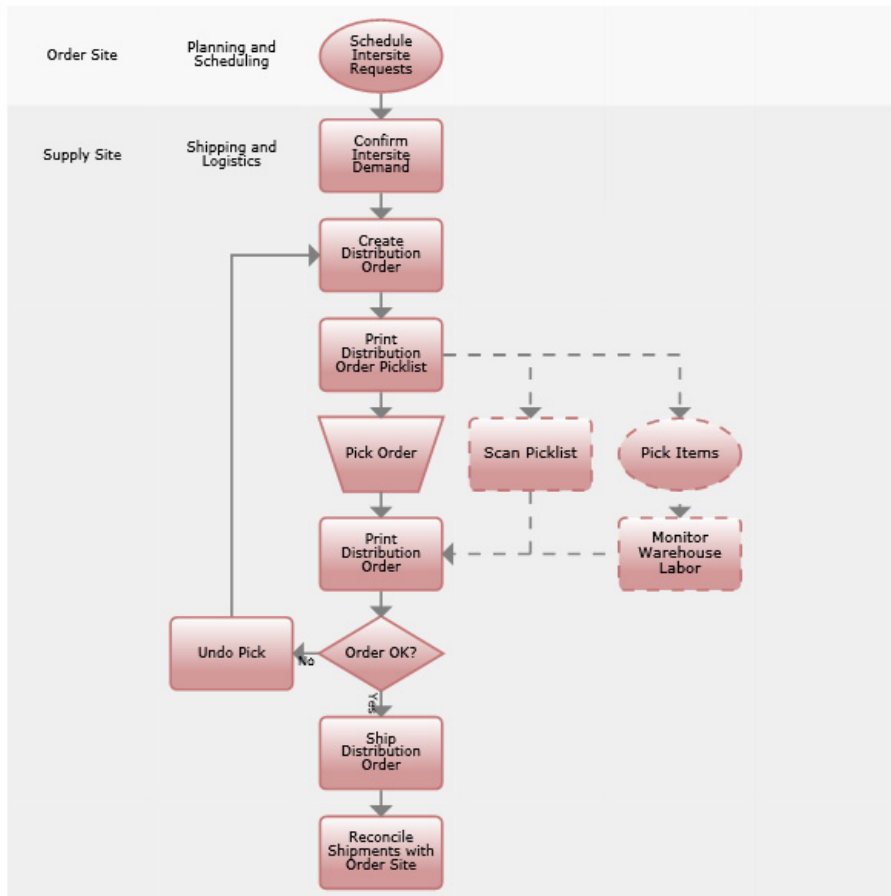 Order Site
Planning and
Scheduling
Schedule
Intersite
Requests
Supply Site
Shipping and
Logistics
Confirm
Intersite
Demand
Create
Distribution
Order
Print
Distribution
Order Picklist
Pick Order
Scan Picklist
Pick Items
Print
Distribution
Order
Monitor
Warehouse
Labor
Undo Pick
No
Order OK?
Yes
Ship
Distribution
Order
Reconcile
Shipments with
Order Site